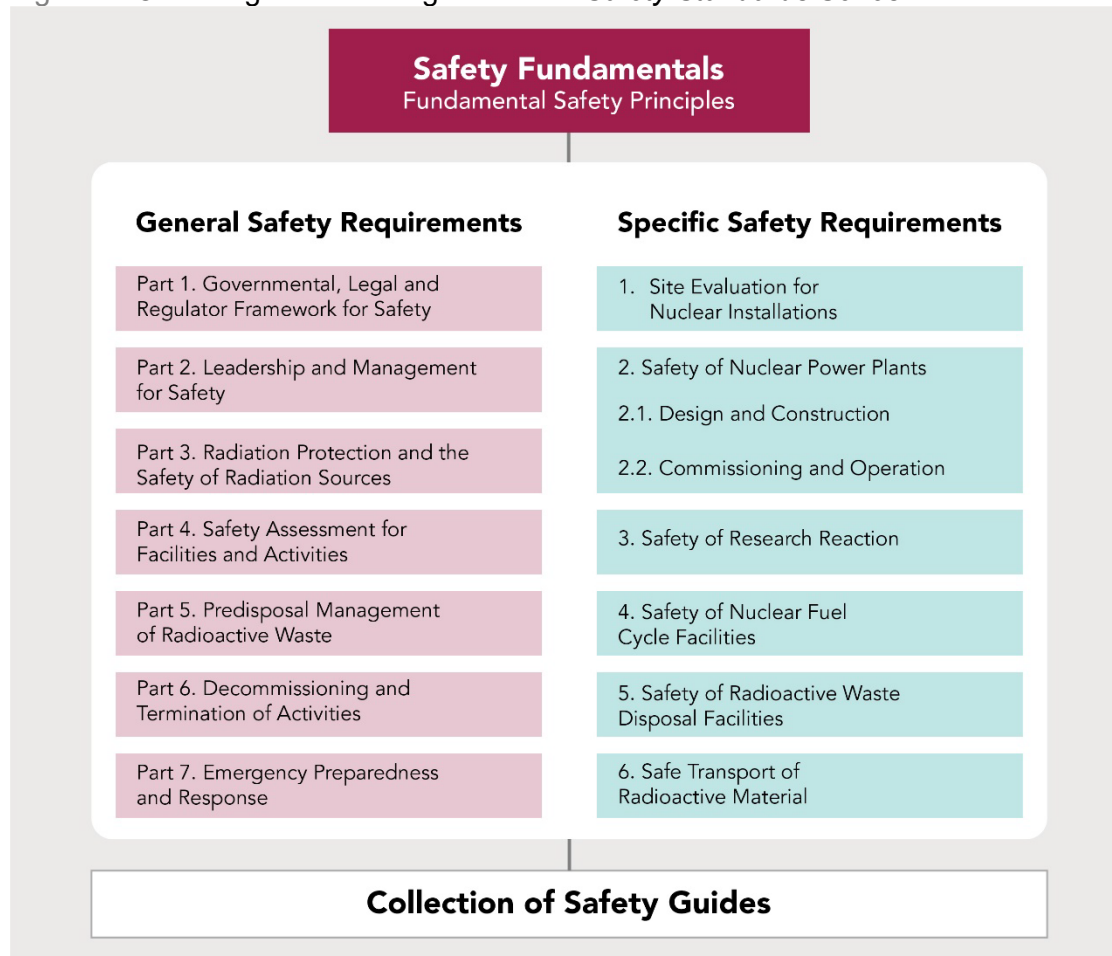 Safety Fundamentals
Fundamental Safety Principles
General Safety Requirements
Part 1. Governmental, Legal and
Regulator Framework for Safety
Part 2. Leadership and Management
for Safety
Part 3. Radiation Protection and the
Safety of Radiation Sources
Part 4. Safety Assessment for
Facilities and Activities
Part 5. Predisposal Management
of Radioactive Waste
Part 6. Decommissioning and
Termination of Activities
Part 7. Emergency Preparedness
and Response
Specific Safety Requirements
1. Site Evaluation for
Nuclear Installations
2. Safety of Nuclear Power Plants
2.1. Design and Construction
2.2. Commissioning and Operation
3. Safety of Research Reaction
4. Safety of Nuclear Fuel
Cycle Facilities
5. Safety of Radioactive Waste
Disposal Facilities
6. Safe Transport of
Radioactive Material
Collection of Safety Guides